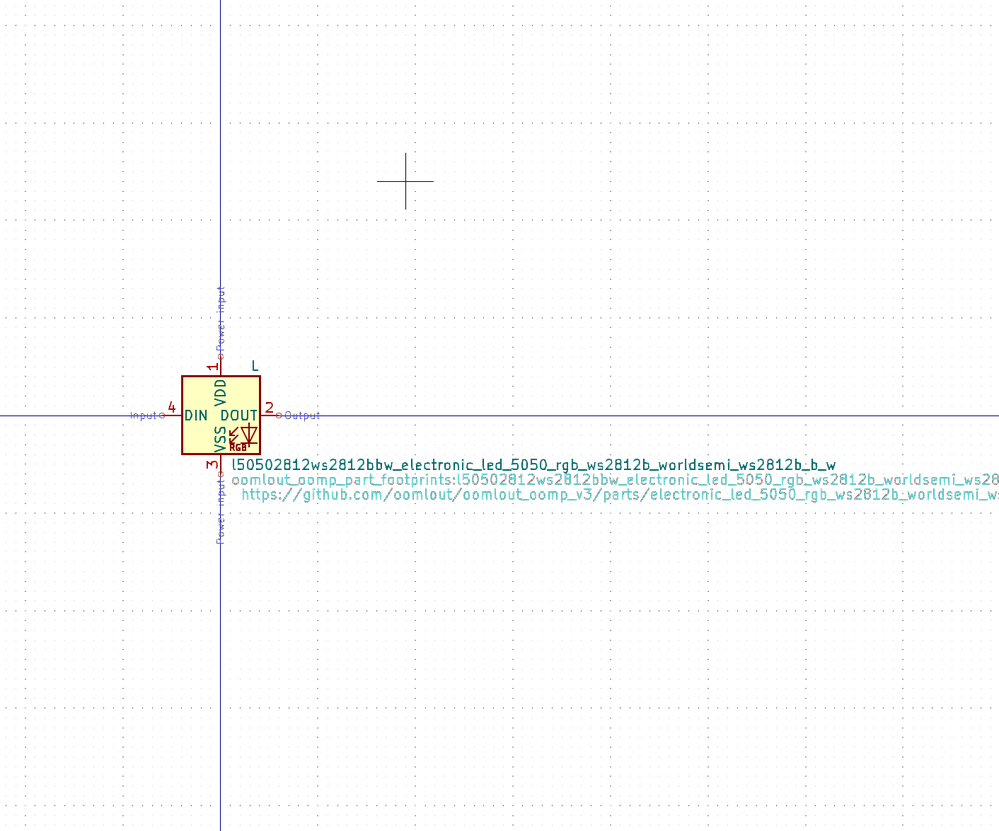 Power input
1
L
VDD
4
2
Input
DIN
DOUT
Output
VSS
RGB
3
l50502812ws2812bbw_electronic_led_5050_rgb_ws2812b_worldsemi_ws2812b_b_w
oomlout_oomp_part_footprints:l50502812ws2812bbw_electronic_led_5050_rgb_ws2812b_worldsemi_ws28
https://github.com/oomlout/oomlout_oomp_v3/parts/electronic_led_5050_rgb_ws2812b_worldsemi_ws
Power input